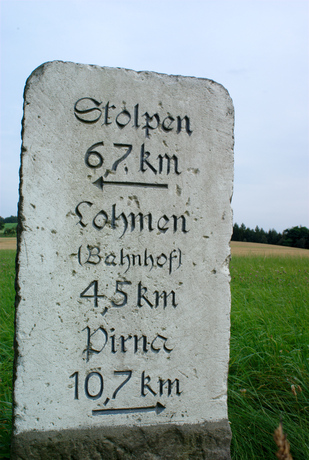 Stolpen
6,7 km
Lohmen
(Bahnhof)
4,5 km
Pirna
10,7 km